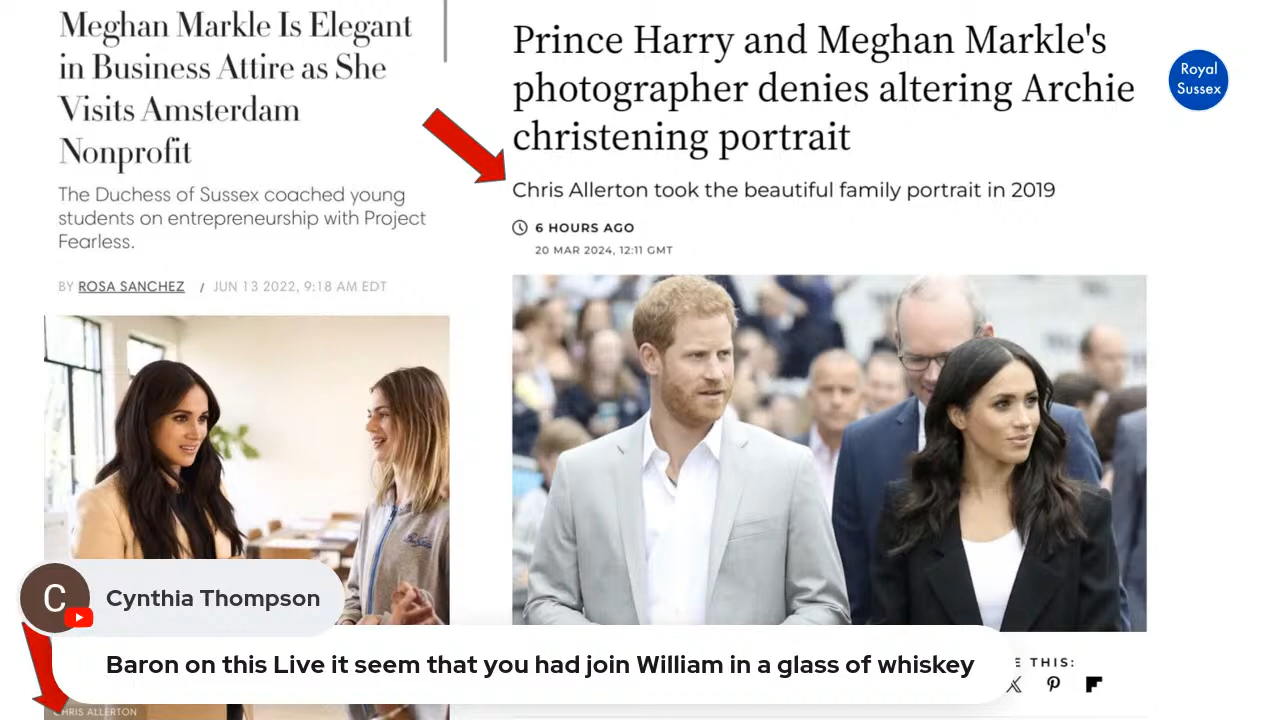 Meghan Markle Is Elegant
in Business Attire as She
Visits Amsterdam
Nonprofit
The Duchess of Sussex coached young
students on entrepreneurship with Project
Fearless.
BY ROSA SANCHEZ / JUN 13 2022, 9:18 AM EDT
Prince Harry and Meghan Markle's
photographer denies altering Archie
christening portrait
Chris Allerton took the beautiful family portrait in 2019
6 HOURS AGO
20 MAR 2024, 12:11 GMT
Royal
Sussex
C
Cynthia Thompson
Baron on this Live it seem that you had join William in a glass of whiskey
E THIS:
CHRIS ALLERTON